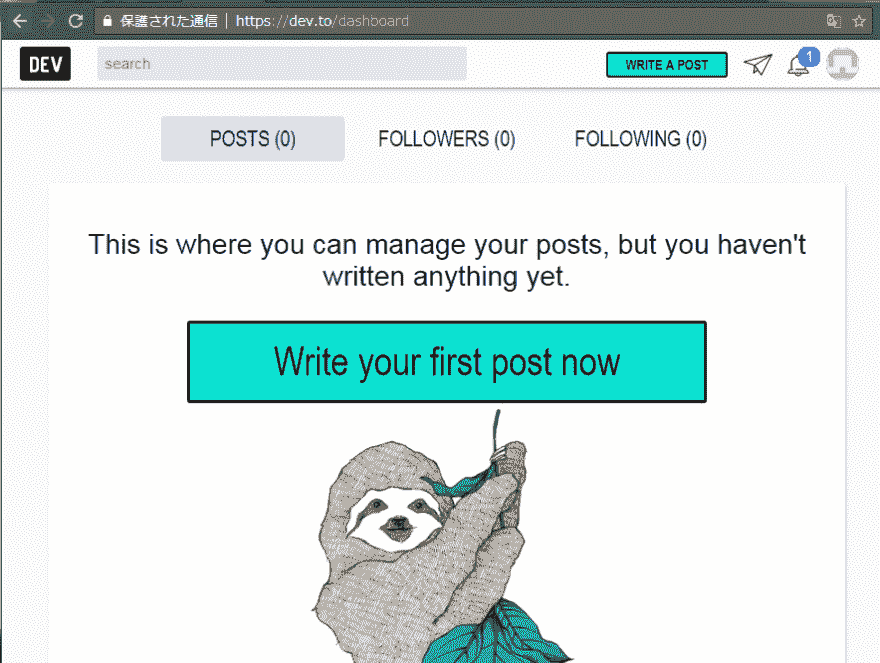 保護された通信 | https://dev.to/dashboard
DEV
search
WRITE A POST
1
POSTS (0)
FOLLOWERS (0)
FOLLOWING (0)
This is where you can manage your posts, but you haven't
written anything yet.
Write your first post now